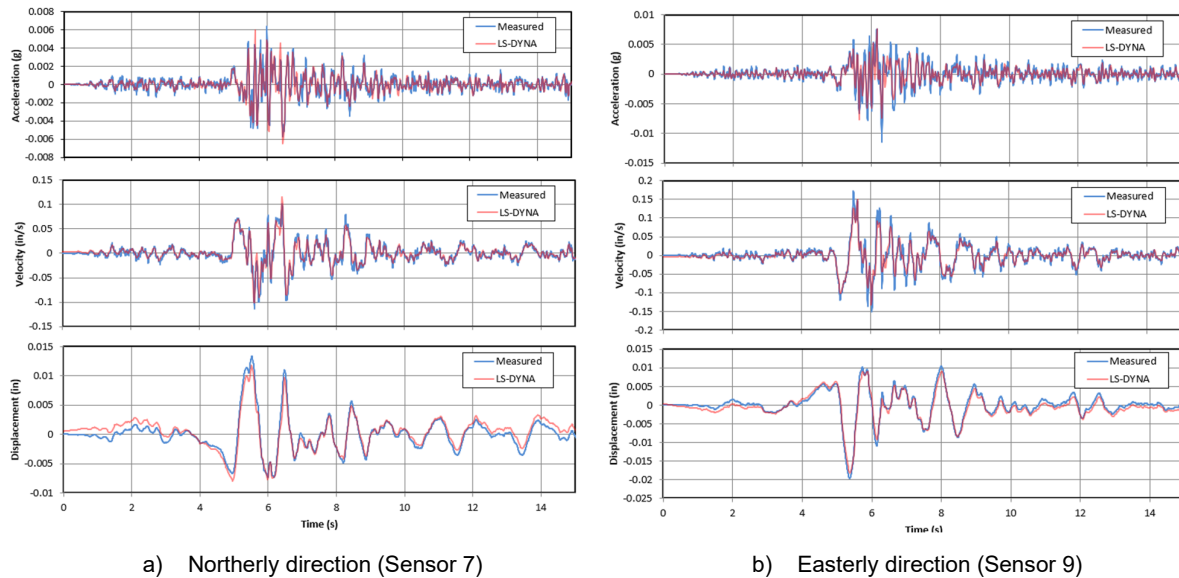 0.008
0.006
0.004
0.002
0
-0.002
-0.004
-0.006
-0.008
Acceleration (g)
Measured
LS-DYNA
0.15
0.1
0.05
0
-0.05
-0.1
-0.15
Velocity (in/s)
Measured
LS-DYNA
0.015
0.01
0.005
0
-0.005
-0.01
Displacement (in)
Measured
LS-DYNA
0 2 4 6 8 10 12 14
Time (s)
a) Northerly direction (Sensor 7)
0.01
0.005
0
-0.005
-0.01
-0.015
Acceleration (g)
Measured
LS-DYNA
0.2
0.15
0.1
0.05
0
-0.05
-0.1
-0.15
-0.2
Velocity (in/s)
Measured
LS-DYNA
0.015
0.01
0.005
0
-0.005
-0.01
-0.015
-0.02
-0.025
Displacement (in)
Measured
LS-DYNA
0 2 4 6 8 10 12 14
Time (s)
b) Easterly direction (Sensor 9)